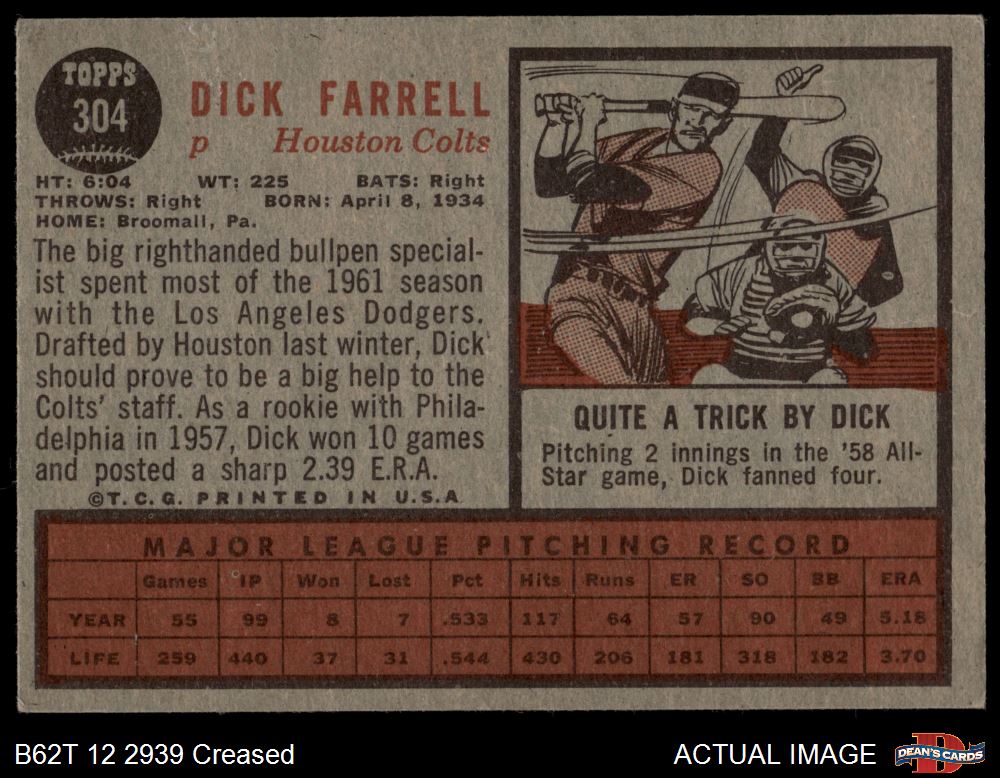 TOPPS
304
DICK FARRELL
p Houston Colts
HT: 6:04 WT: 225 BATS: Right
THROWS: Right BORN: April 8, 1934
HOME: Broomall, Pa.
The big righthanded bullpen special-
ist spent most of the 1961 season
with the Los Angeles Dodgers.
Drafted by Houston last winter, Dick
should prove to be a big help to the
Colts' staff. As a rookie with Phila-
delphia in 1957, Dick won 10 games
and posted a sharp 2.39 E.R.A.
©T.C.G. PRINTED IN U.S.A
QUITE A TRICK BY DICK
Pitching 2 innings in the '58 All-
Star game, Dick fanned four.
MAJOR LEAGUE PITCHING RECORD
Games IP Won Lost Pct Hits Runs ER SO BB ERA
YEAR 55 99 8 7 .533 117 64 57 90 49 5.18
LIFE 259 440 37 31 .544 430 206 181 318 182 3.70
B62T 12 2939 Creased
ACTUAL IMAGE
DEAN'S CARDS